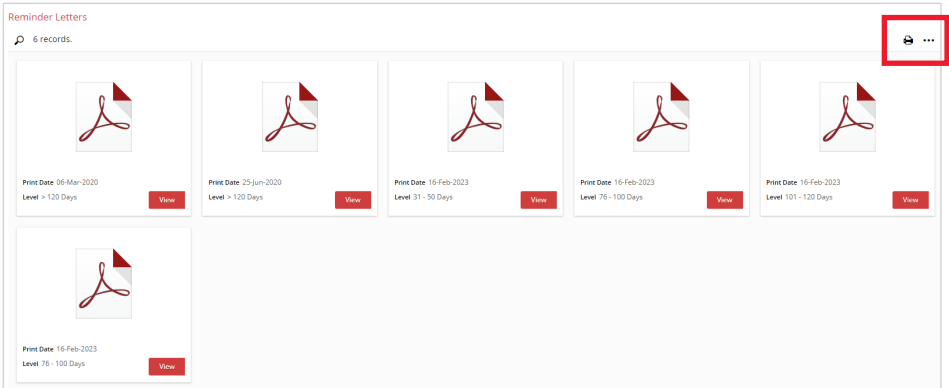 Reminder Letters
6 records.
Print Date 06-Mar-2020
Level > 120 Days
View
Print Date 25-Jun-2020
Level > 120 Days
View
Print Date 16-Feb-2023
Level 31 - 50 Days
View
Print Date 16-Feb-2023
Level 76 - 100 Days
View
Print Date 16-Feb-2023
Level 101 - 120 Days
View
Print Date 16-Feb-2023
Level 76 - 100 Days
View